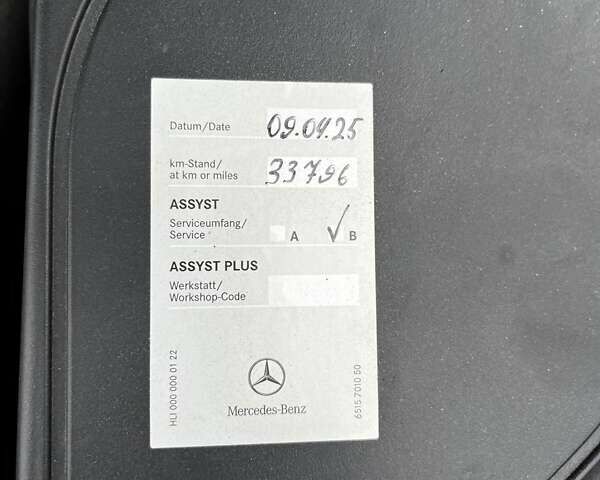 Datum/Date 09.04.25
km-Stand/
at km or miles 33796
ASSYST
Serviceumfang/
Service A ✓ B
ASSYST PLUS
Werkstatt/
Workshop-Code
Mercedes-Benz
HLI 000 000 01 22
6515 7010 50